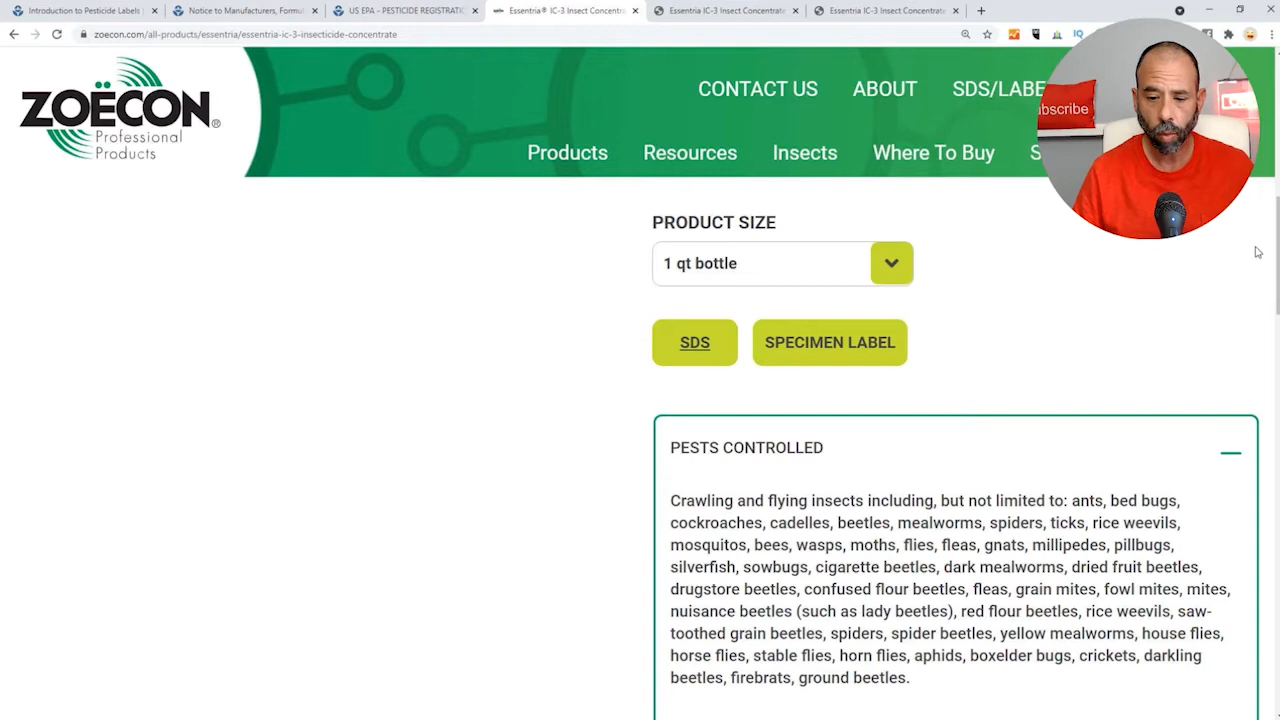 Introduction to Pesticide Labels
Notice to Manufacturers, Formu
US EPA - PESTICIDE REGISTRATIO
Essentria® IC-3 Insect Concentra
Essentria IC-3 Insect Concentrate
Essentria IC-3 Insect Concentrate
zoecon.com/all-products/essentria/essentria-ic-3-insecticide-concentrate
ZOËCON®
Professional
Products
CONTACT US
ABOUT
SDS/LABE
Products
Resources
Insects
Where To Buy
S
ubscribe
PRODUCT SIZE
1 qt bottle
SDS
SPECIMEN LABEL
PESTS CONTROLLED
Crawling and flying insects including, but not limited to: ants, bed bugs,
cockroaches, cadelles, beetles, mealworms, spiders, ticks, rice weevils,
mosquitos, bees, wasps, moths, flies, fleas, gnats, millipedes, pillbugs,
silverfish, sowbugs, cigarette beetles, dark mealworms, dried fruit beetles,
drugstore beetles, confused flour beetles, fleas, grain mites, fowl mites, mites,
nuisance beetles (such as lady beetles), red flour beetles, rice weevils, saw-
toothed grain beetles, spiders, spider beetles, yellow mealworms, house flies,
horse flies, stable flies, horn flies, aphids, boxelder bugs, crickets, darkling
beetles, firebrats, ground beetles.